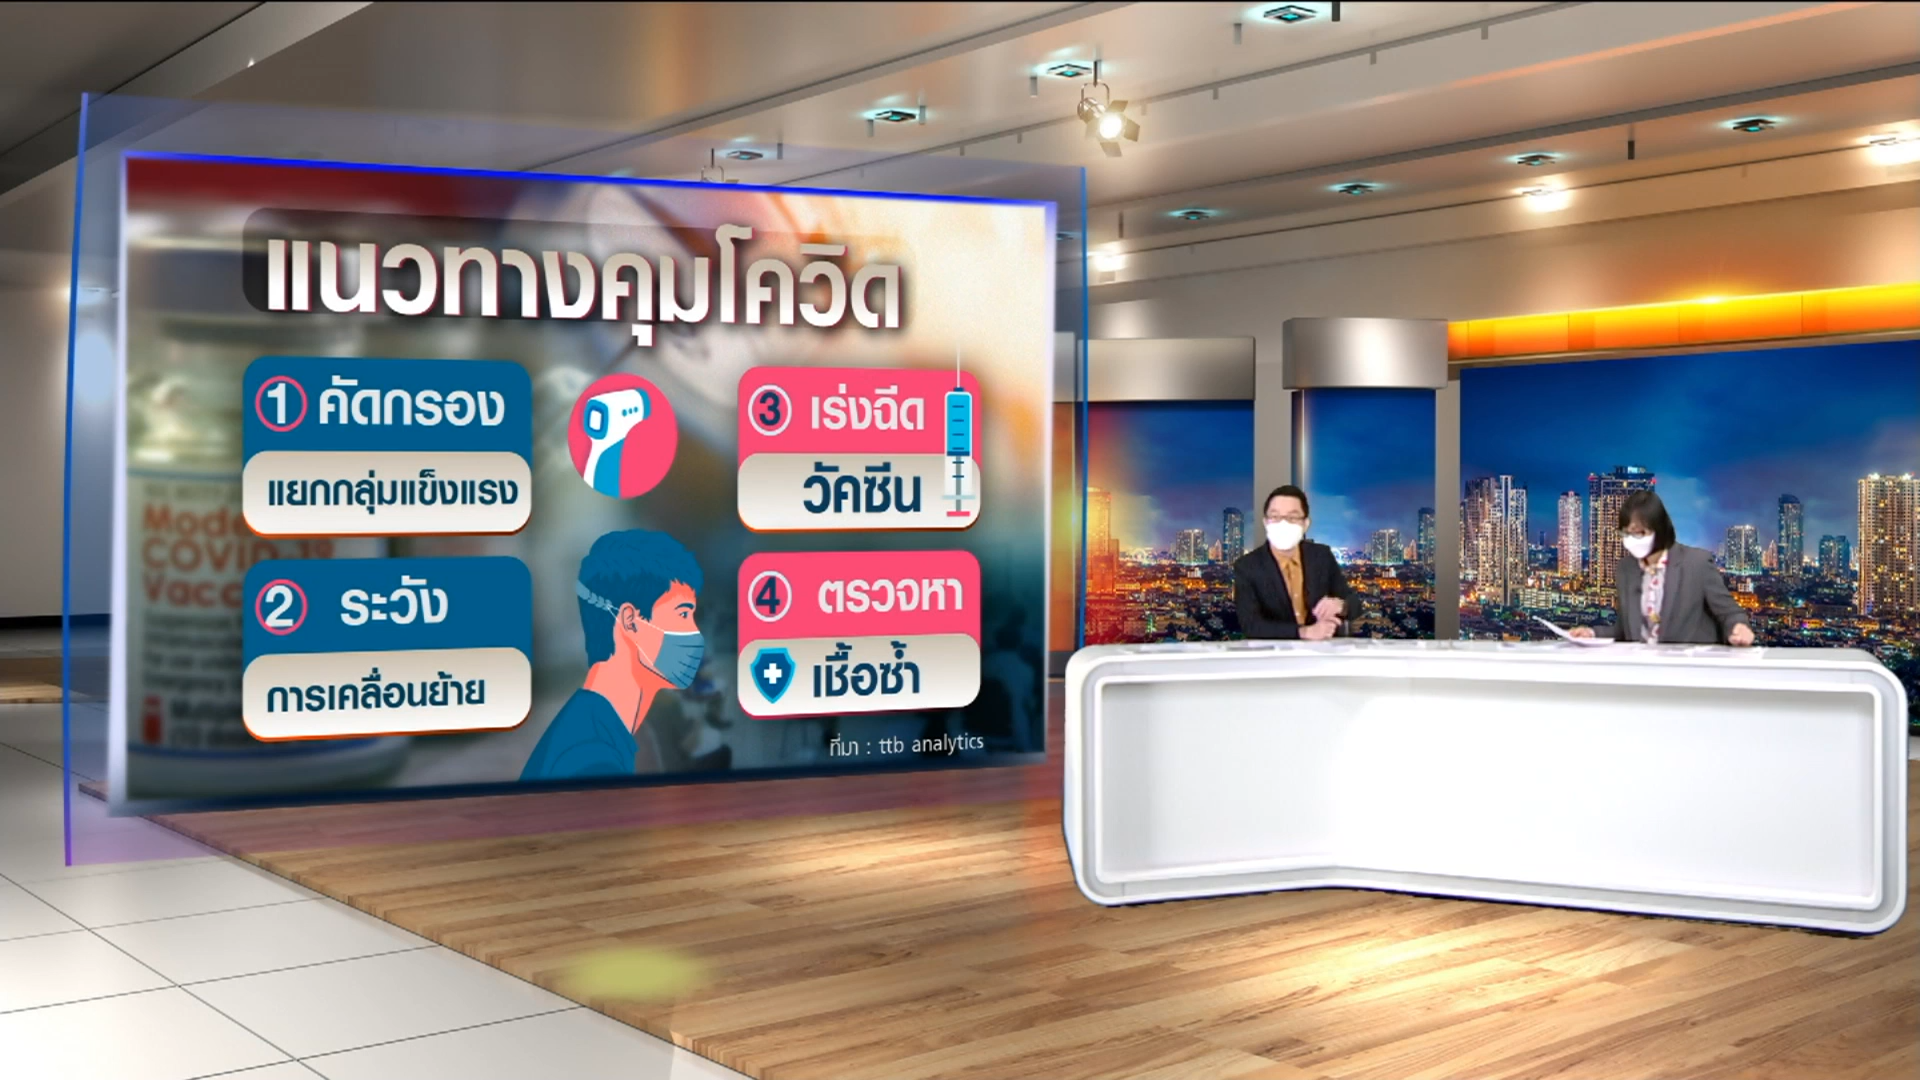 แนวทางคุมโควิด
1 คัดกรอง
แยกกลุ่มแข็งแรง
2 ระวัง
การเคลื่อนย้าย
3 เร่งฉีด
วัคซีน
4 ตรวจหา
เชื้อซ้ำ
ที่มา : ttb analytics
COVID-19